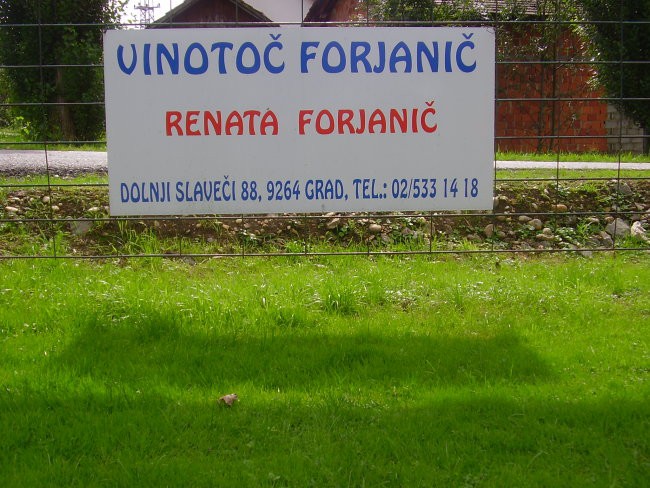 VINOTOČ FORJANIČ
RENATA FORJANIČ
DOLNJI SLAVEČI 88, 9264 GRAD, TEL.: 02/533 14 18